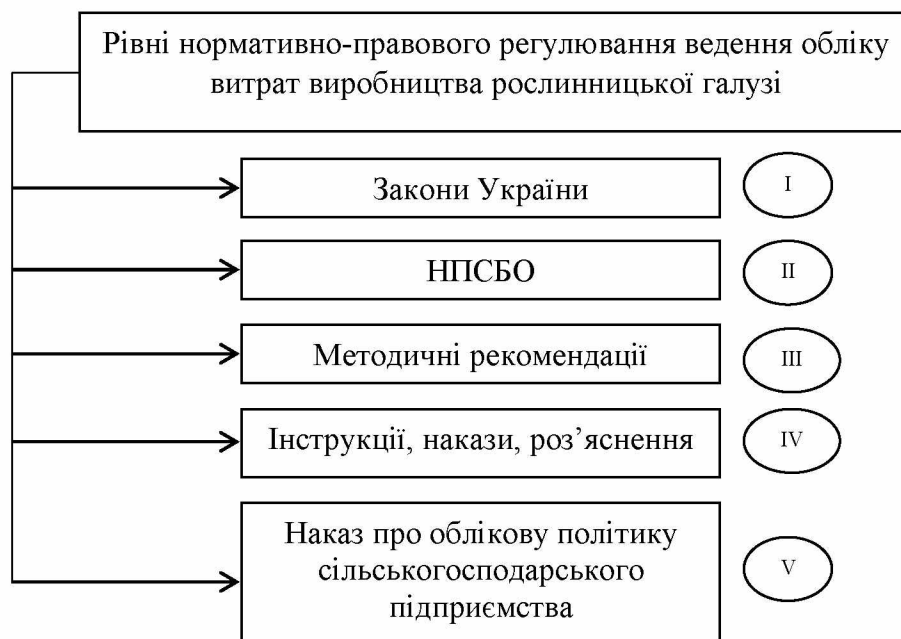 Рівні нормативно-правового регулювання ведення обліку
витрат виробництва рослинницької галузі
Закони України
I
НПСБО
II
Методичні рекомендації
III
Інструкції, накази, роз’яснення
IV
Наказ про облікову політику
сільськогосподарського
підприємства
V